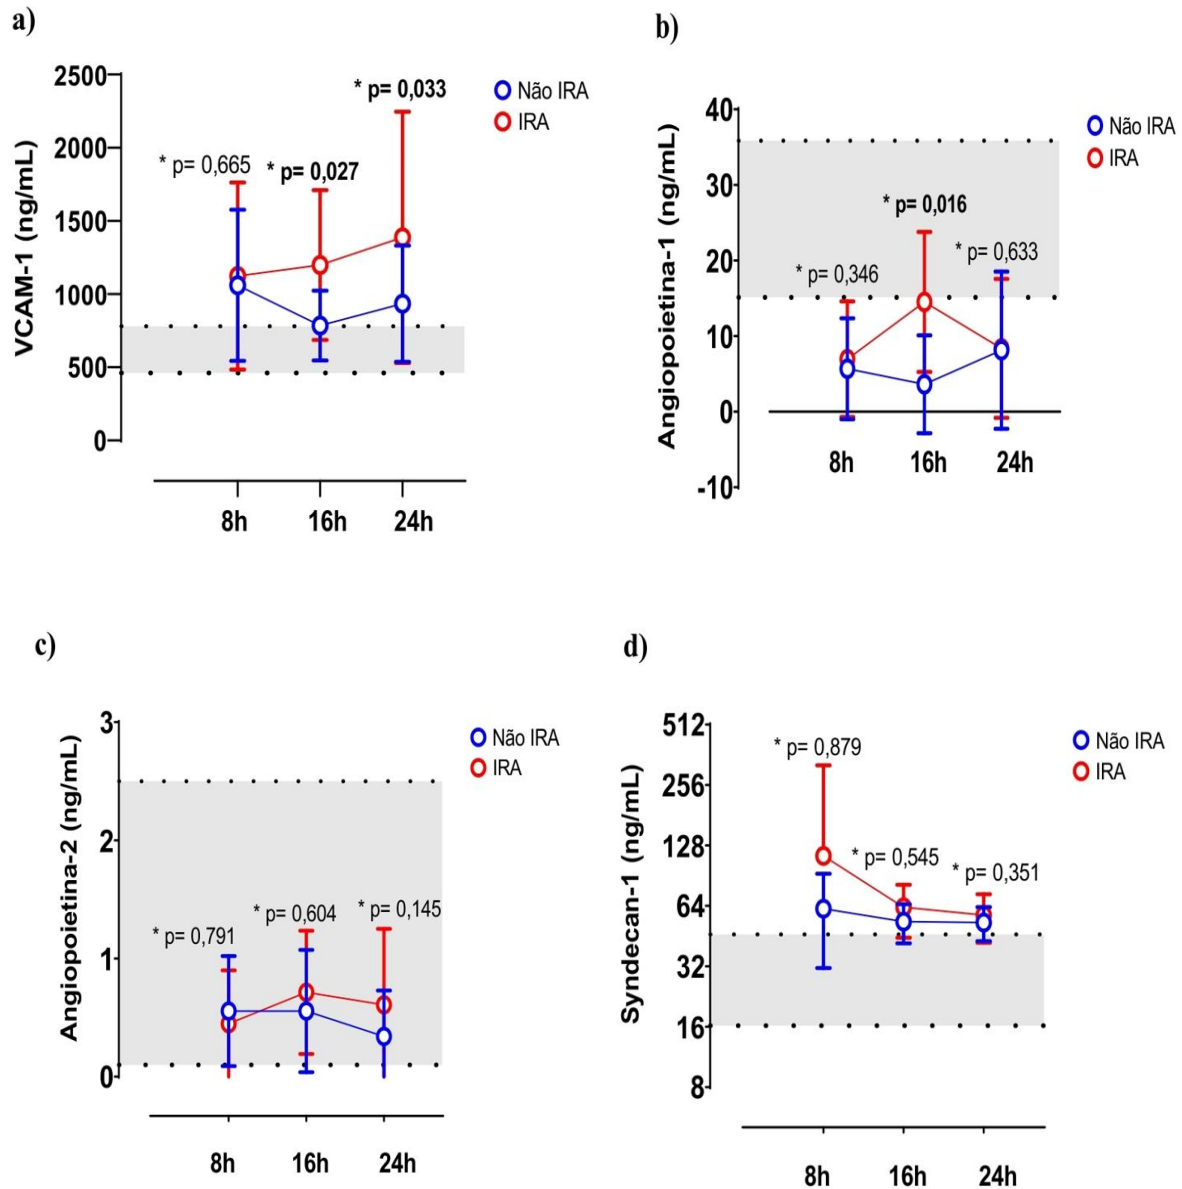 a)
VCAM-1 (ng/mL)
2500
2000
1500
1000
500
0
* p= 0,665
* p= 0,027
* p= 0,033
Não IRA
IRA
8h 16h 24h
b)
Angiopoietina-1 (ng/mL)
40
30
20
10
0
-10
* p= 0,346
* p= 0,016
* p= 0,633
Não IRA
IRA
8h 16h 24h
c)
Angiopoietina-2 (ng/mL)
3
2
1
0
* p= 0,791
* p= 0,604
* p= 0,145
Não IRA
IRA
8h 16h 24h
d)
Syndecan-1 (ng/mL)
512
256
128
64
32
16
8
* p= 0,879
* p= 0,545
* p= 0,351
Não IRA
IRA
8h 16h 24h